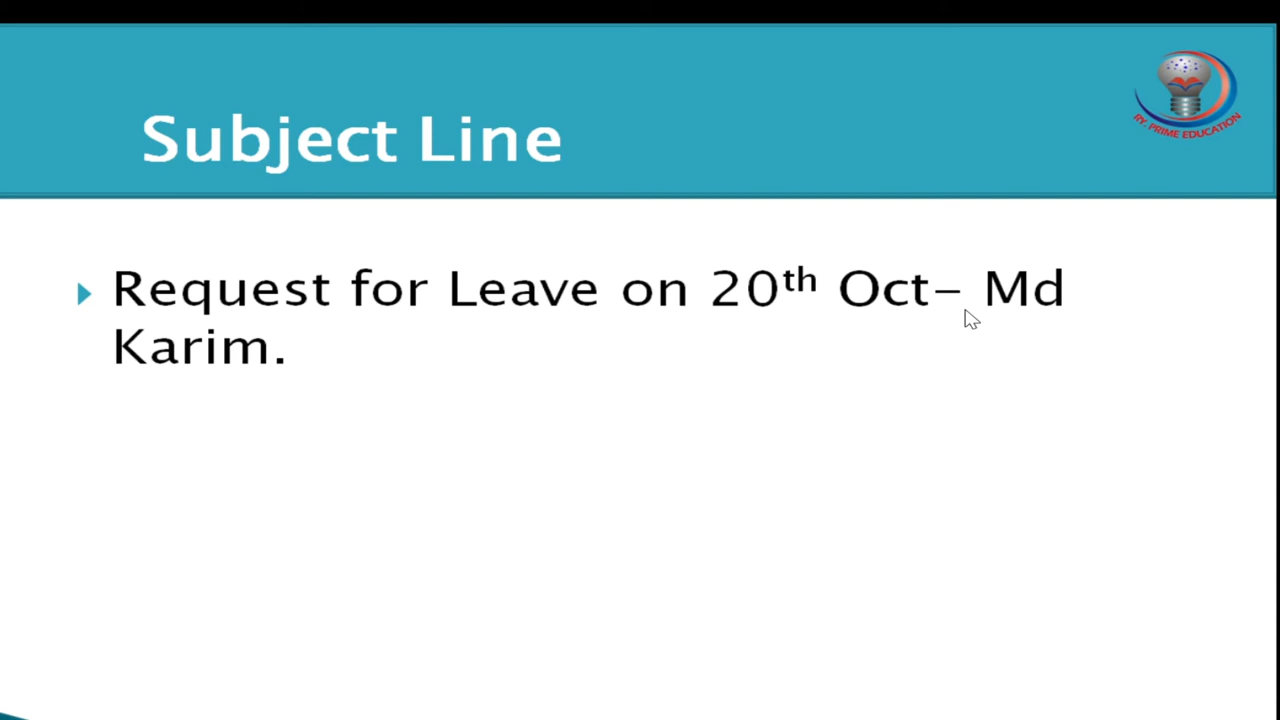 Subject Line
RY. PRIME EDUCATION
Request for Leave on 20th Oct– Md
Karim.